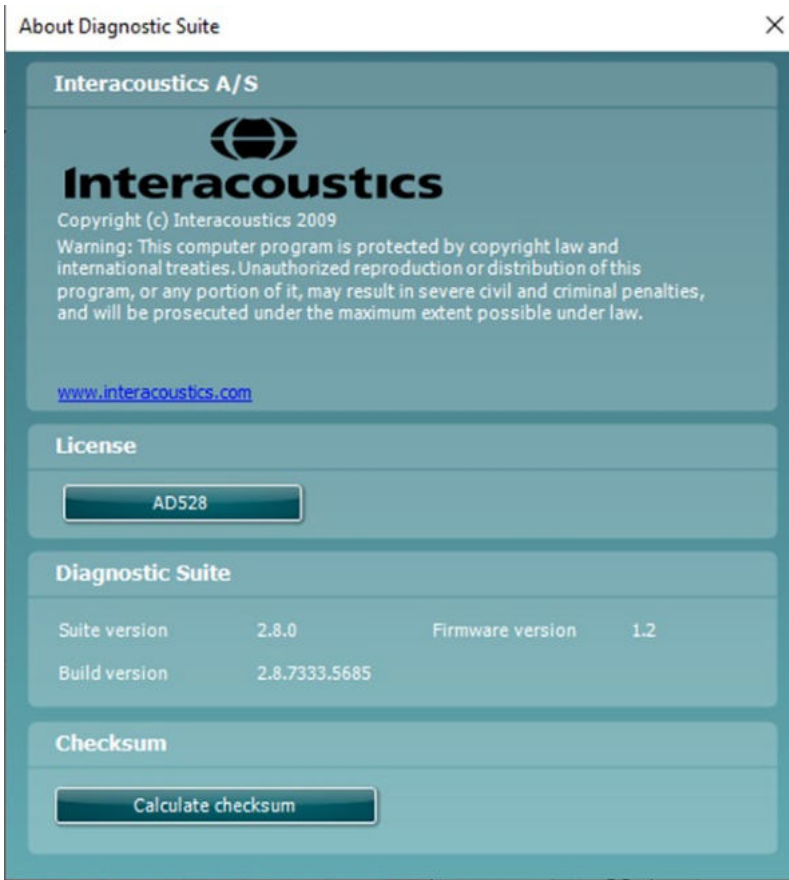 About Diagnostic Suite
Interacoustics A/S
Interacoustics
Copyright (c) Interacoustics 2009
Warning: This computer program is protected by copyright law and
international treaties. Unauthorized reproduction or distribution of this
program, or any portion of it, may result in severe civil and criminal penalties,
and will be prosecuted under the maximum extent possible under law.
www.interacoustics.com
License
AD528
Diagnostic Suite
Suite version 2.8.0 Firmware version 1.2
Build version 2.8.7333.5685
Checksum
Calculate checksum